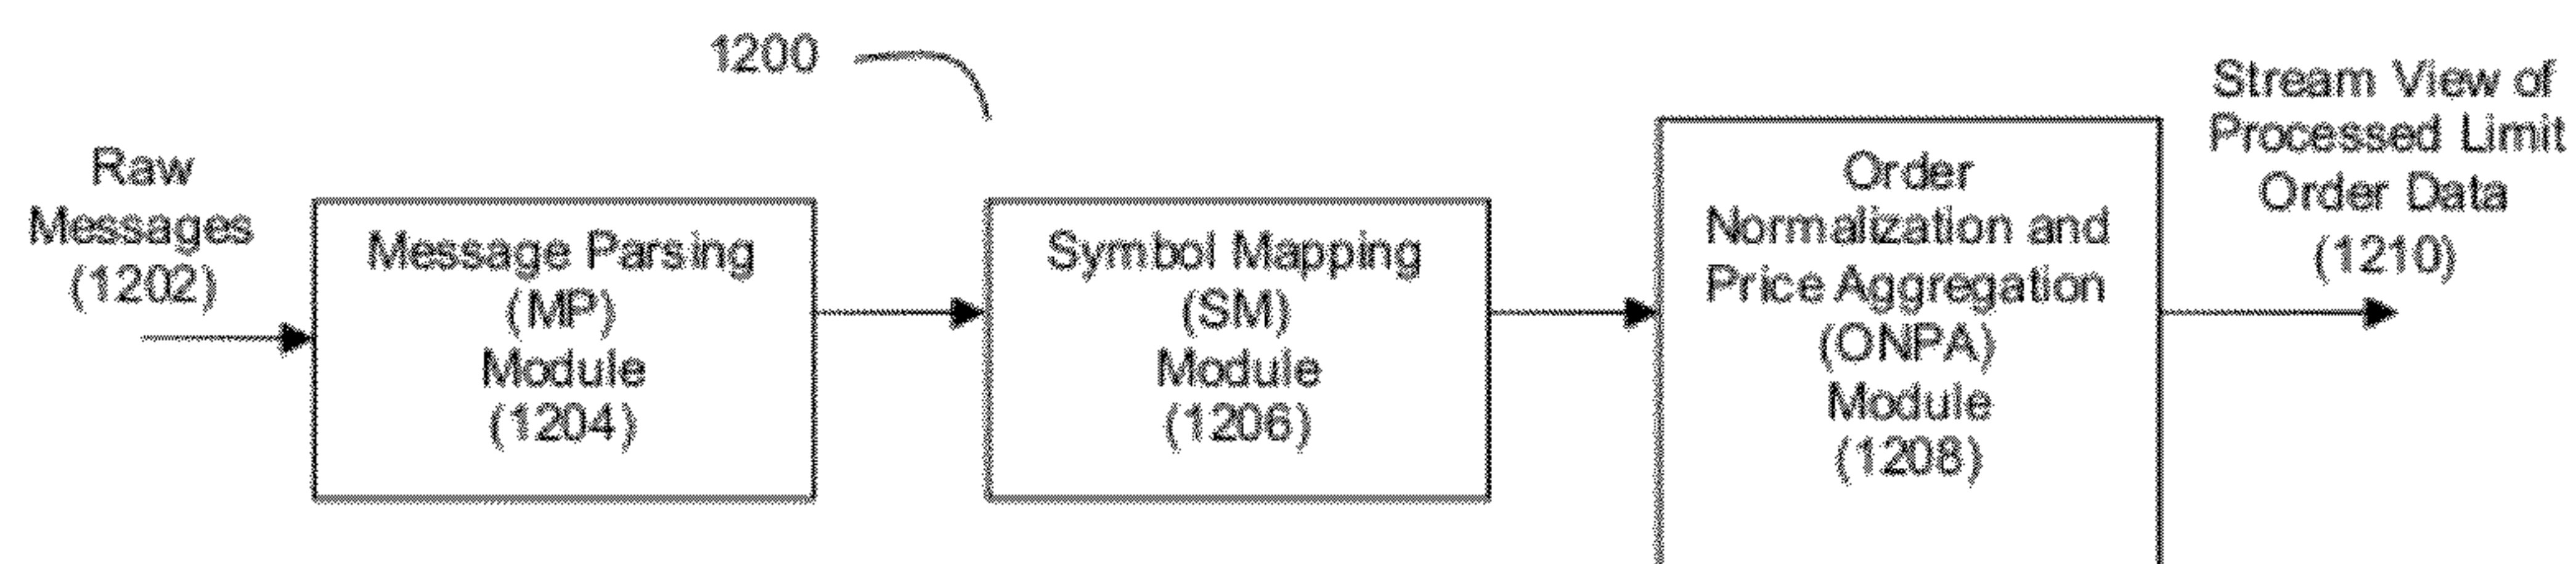 1200
Raw
Messages
(1202)
Message Parsing
(MP)
Module
(1204)
Symbol Mapping
(SM)
Module
(1206)
Order
Normalization and
Price Aggregation
(ONPA)
Module
(1208)
Stream View of
Processed Limit
Order Data
(1210)